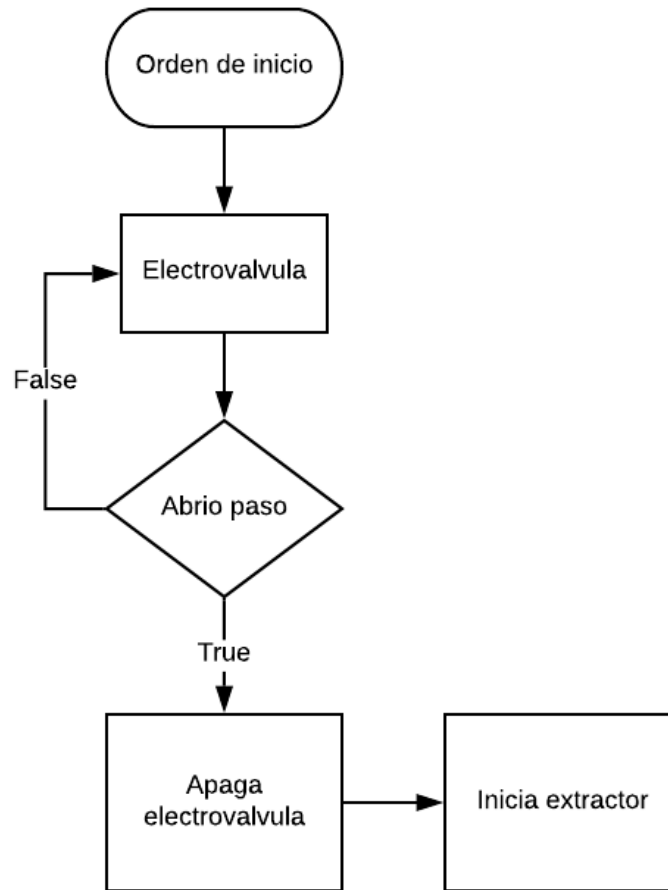 Orden de inicio
Electrovalvula
False
Abrio paso
True
Apaga
electrovalvula
Inicia extractor